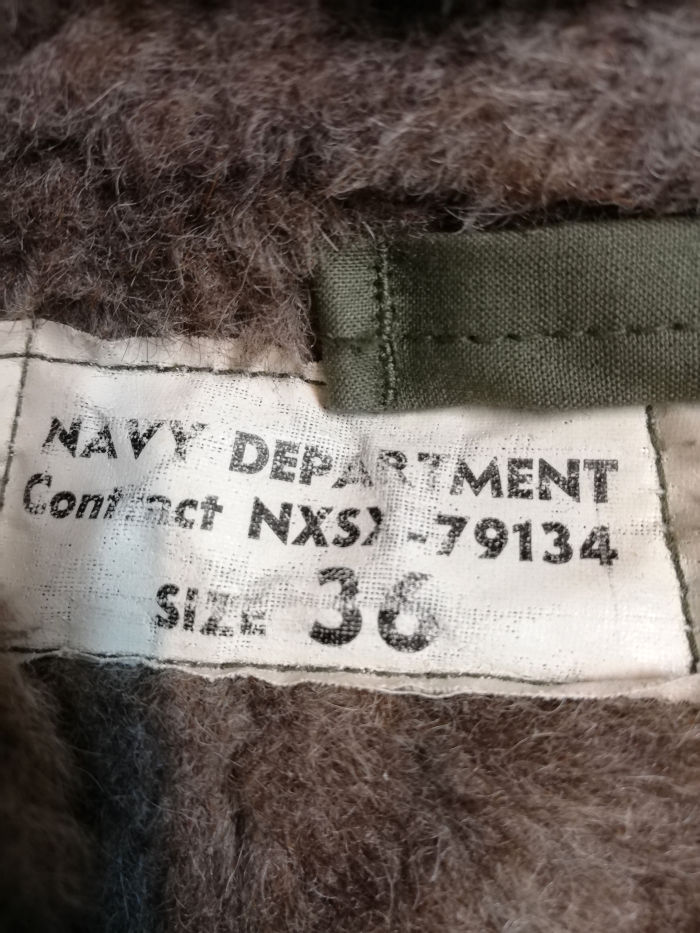 NAVY DEPARTMENT
Contract NXSX-79134
SIZE 36